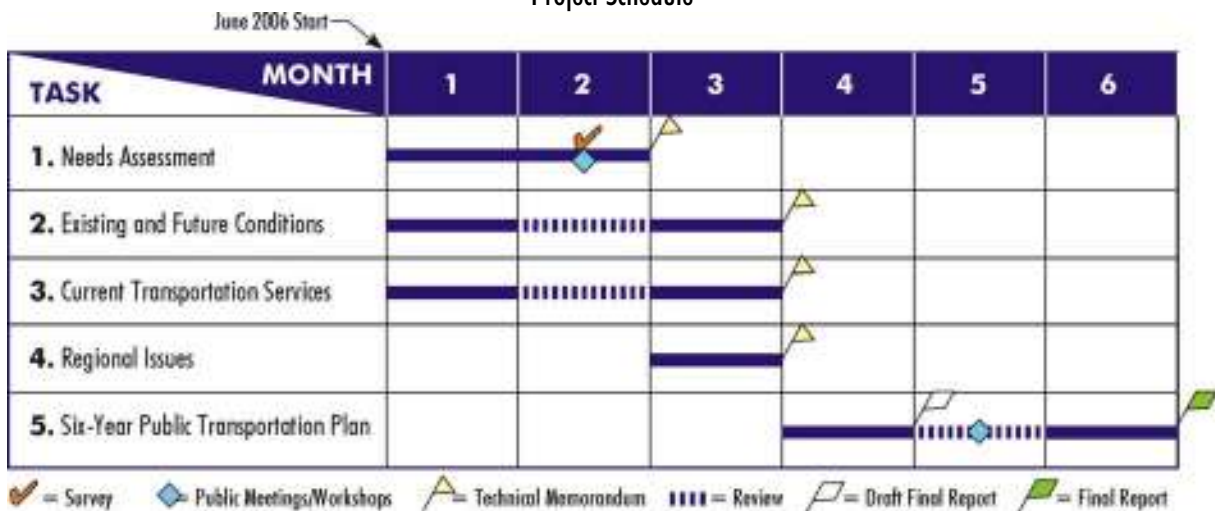 Project Schedule
June 2006 Start
TASK MONTH 1 2 3 4 5 6
1. Needs Assessment
2. Existing and Future Conditions
3. Current Transportation Services
4. Regional Issues
5. Six-Year Public Transportation Plan
= Survey = Public Meetings/Workshops = Technical Memorandum = Review = Draft Final Report = Final Report